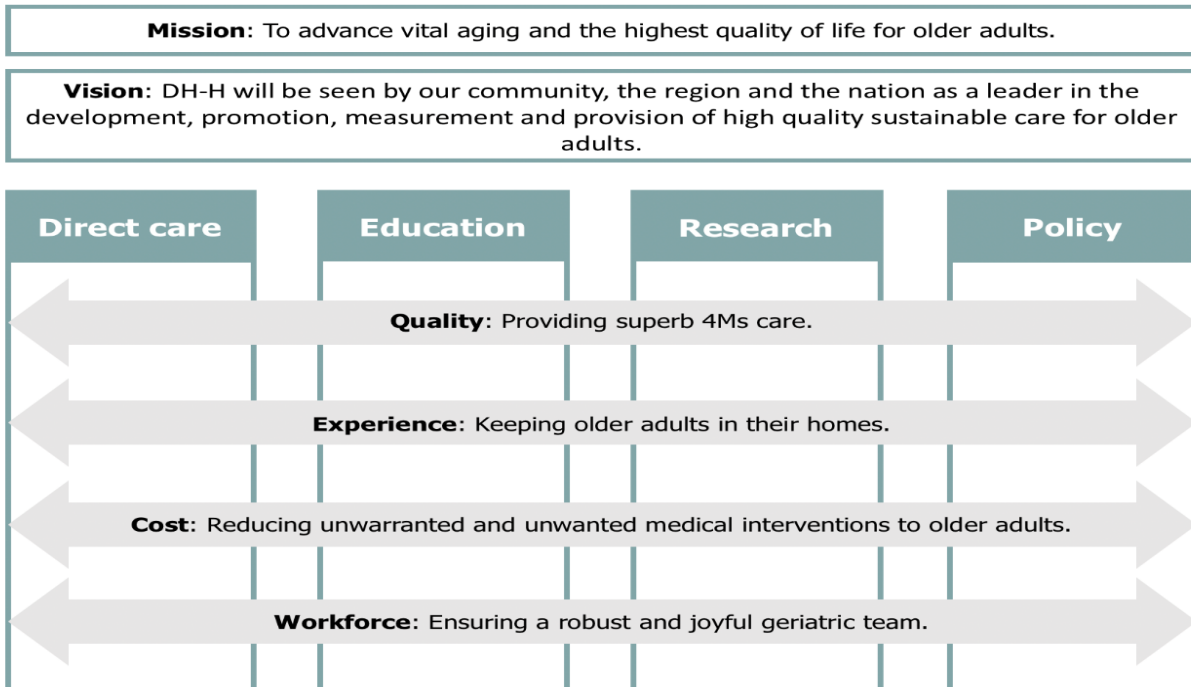 Mission: To advance vital aging and the highest quality of life for older adults.
Vision: DH-H will be seen by our community, the region and the nation as a leader in the
development, promotion, measurement and provision of high quality sustainable care for older
adults.
Direct care
Education
Research
Policy
Quality: Providing superb 4Ms care.
Experience: Keeping older adults in their homes.
Cost: Reducing unwarranted and unwanted medical interventions to older adults.
Workforce: Ensuring a robust and joyful geriatric team.